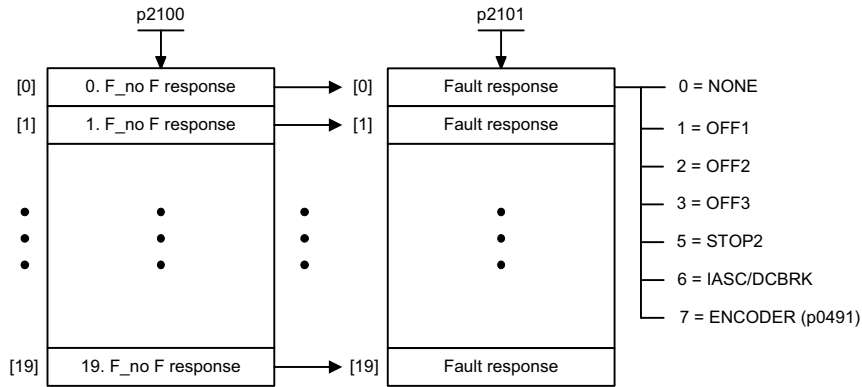 p2100 p2101
[0] 0. F_no F response [0] Fault response 0 = NONE
[1] 1. F_no F response [1] Fault response 1 = OFF1
2 = OFF2
3 = OFF3
5 = STOP2
6 = IASC/DCBRK
7 = ENCODER (p0491)
[19] 19. F_no F response [19] Fault response